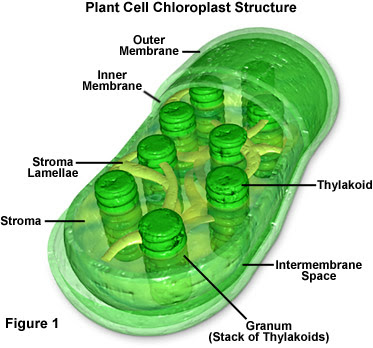 Plant Cell Chloroplast Structure
Outer
Membrane
Inner
Membrane
Stroma
Lamellae
Thylakoid
Stroma
Intermembrane
Space
Granum
(Stack of Thylakoids)
Figure 1